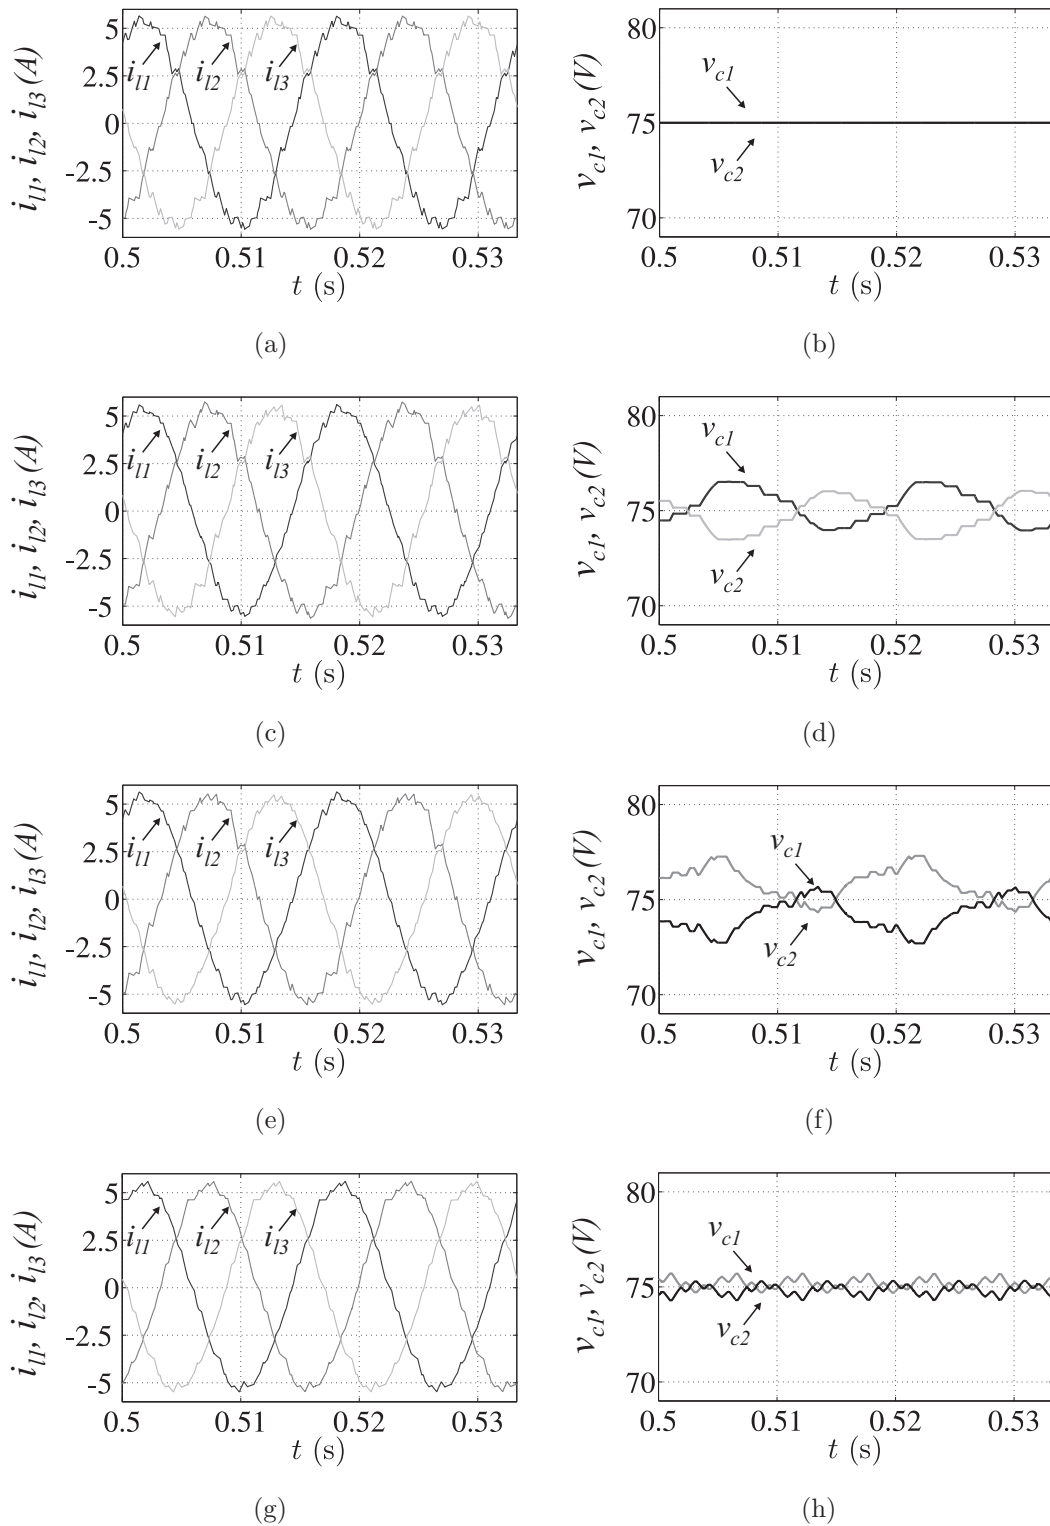 i_{l1}, i_{l2}, i_{l3} (A)
5
2.5
0
-2.5
-5
i_{l1}
i_{l2}
i_{l3}
0.5
0.51
0.52
0.53
t (s)
(a)
v_{c1}, v_{c2} (V)
80
75
70
v_{c1}
v_{c2}
0.5
0.51
0.52
0.53
t (s)
(b)
i_{l1}, i_{l2}, i_{l3} (A)
5
2.5
0
-2.5
-5
i_{l1}
i_{l2}
i_{l3}
0.5
0.51
0.52
0.53
t (s)
(c)
v_{c1}, v_{c2} (V)
80
75
70
v_{c1}
v_{c2}
0.5
0.51
0.52
0.53
t (s)
(d)
i_{l1}, i_{l2}, i_{l3} (A)
5
2.5
0
-2.5
-5
i_{l1}
i_{l2}
i_{l3}
0.5
0.51
0.52
0.53
t (s)
(e)
v_{c1}, v_{c2} (V)
80
75
70
v_{c1}
v_{c2}
0.5
0.51
0.52
0.53
t (s)
(f)
i_{l1}, i_{l2}, i_{l3} (A)
5
2.5
0
-2.5
-5
i_{l1}
i_{l2}
i_{l3}
0.5
0.51
0.52
0.53
t (s)
(g)
v_{c1}, v_{c2} (V)
80
75
70
v_{c1}
v_{c2}
0.5
0.51
0.52
0.53
t (s)
(h)